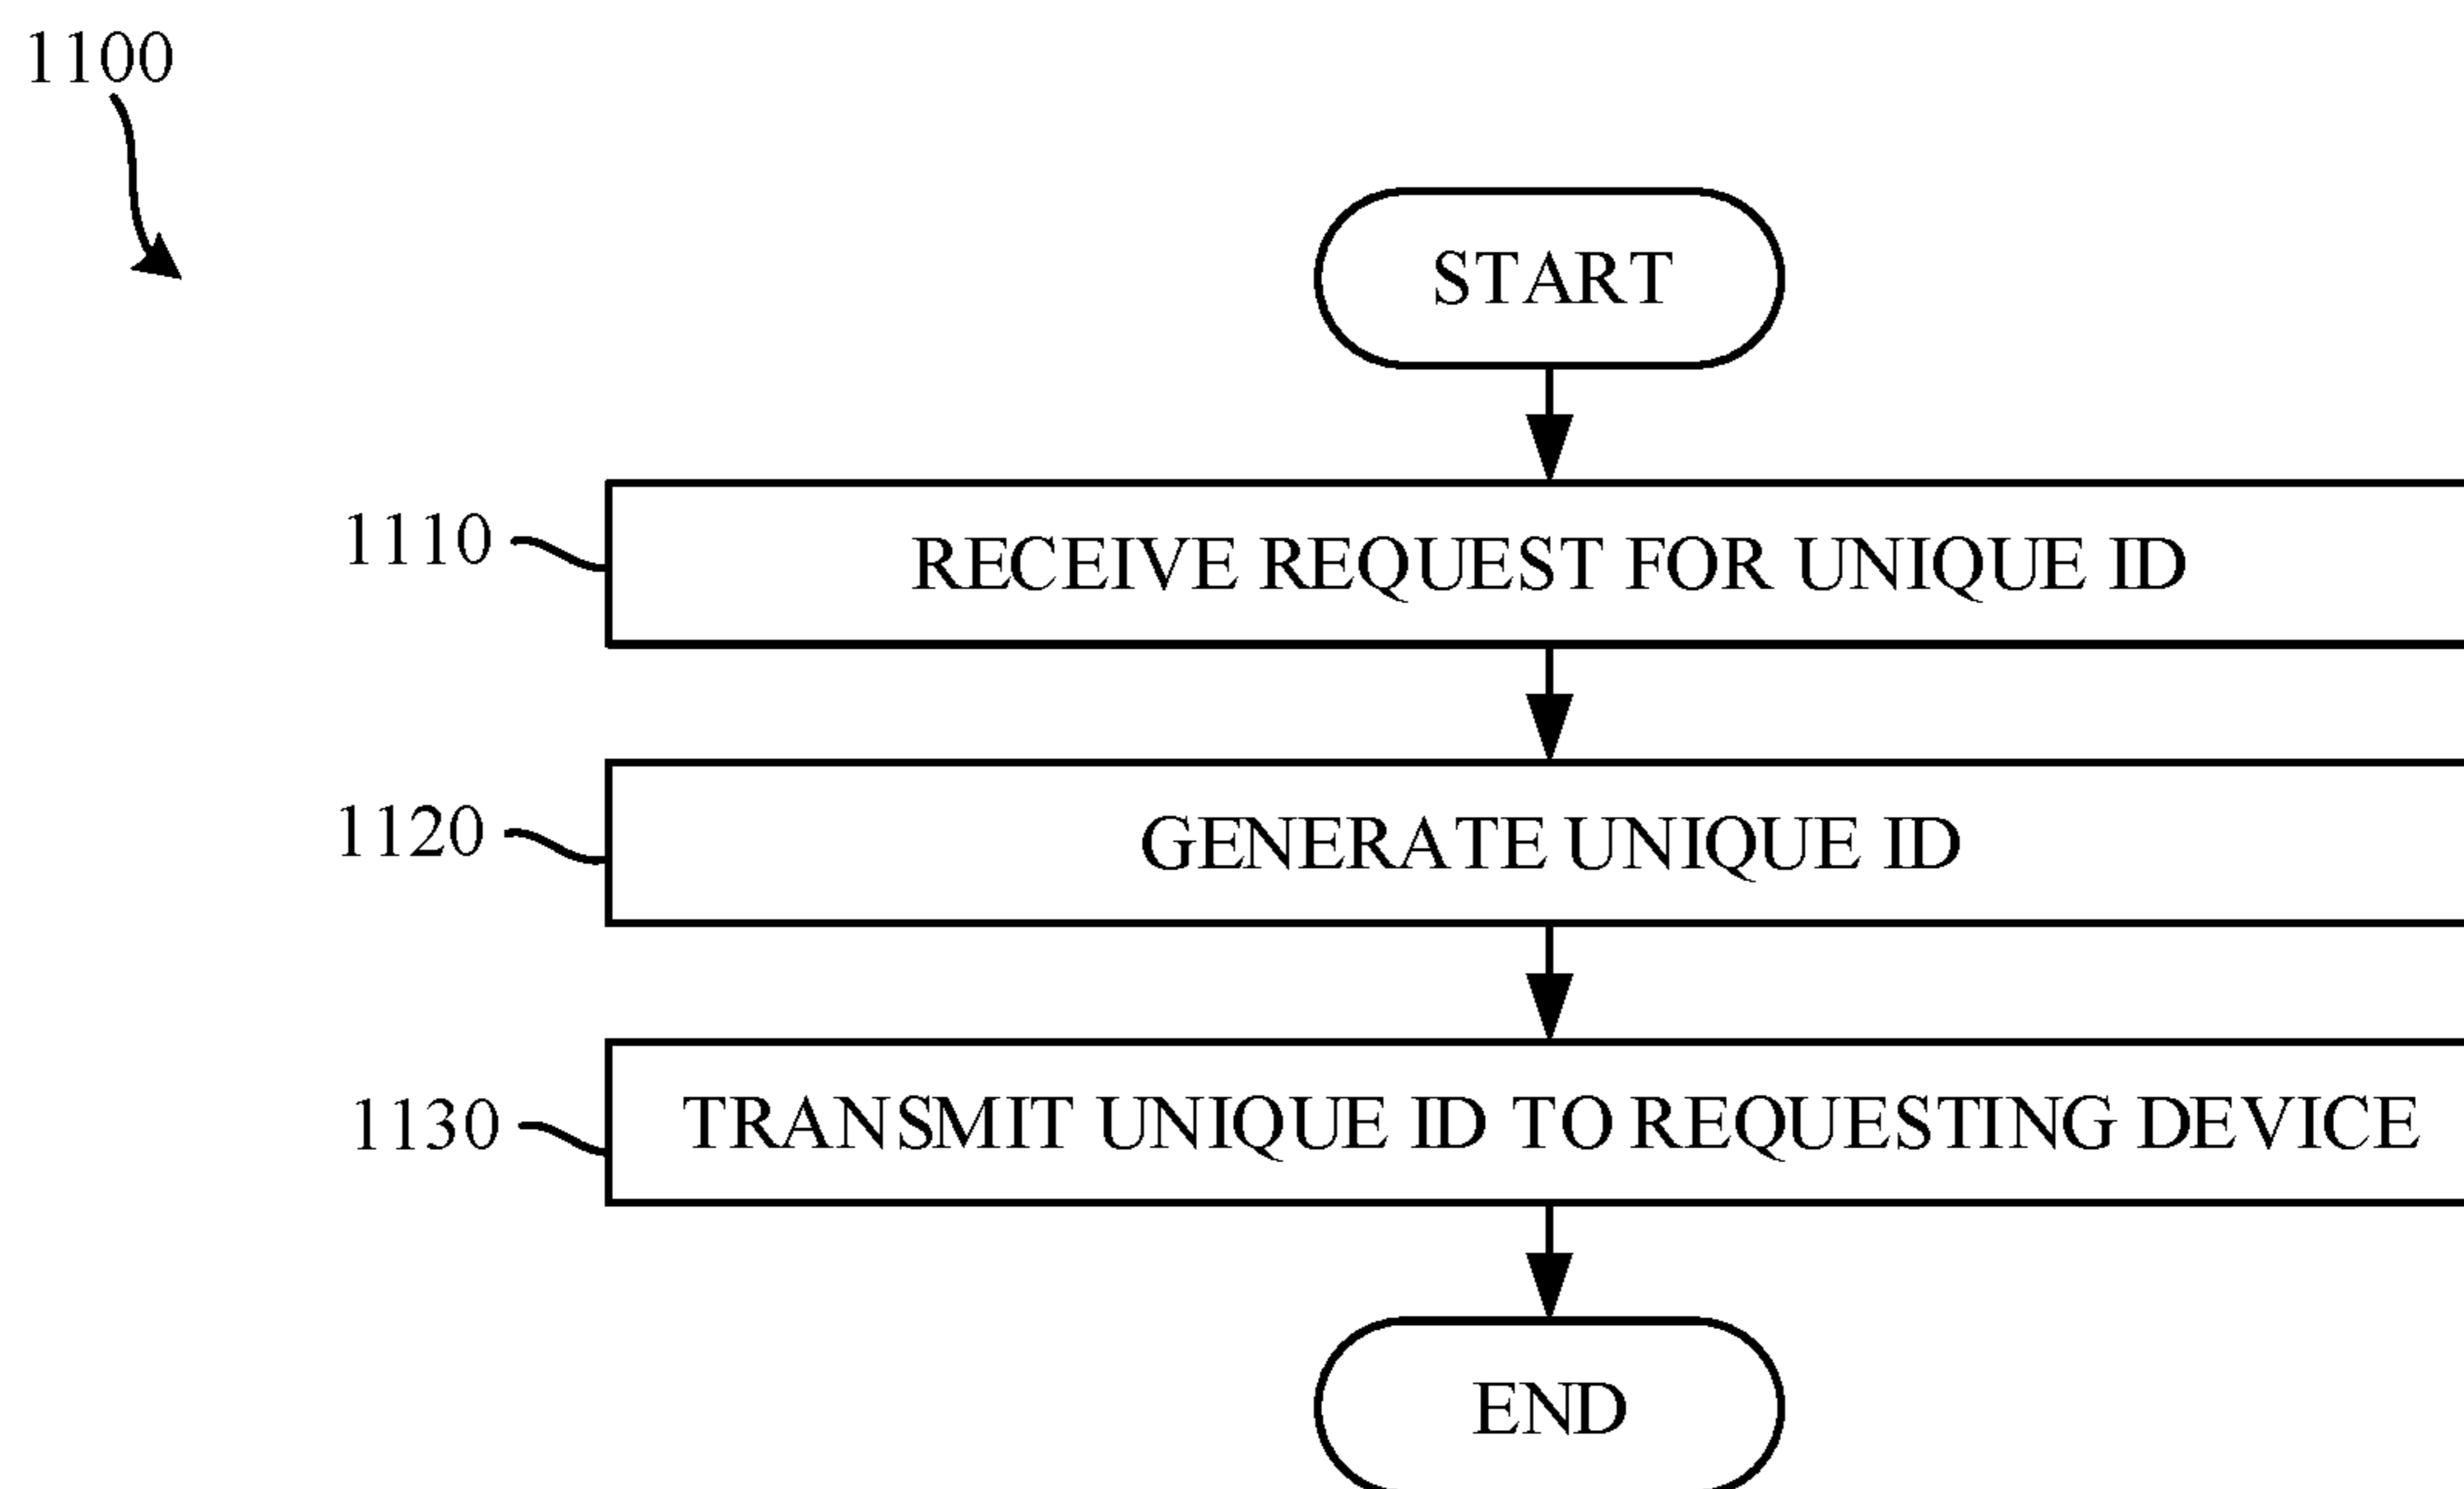 1100
START
1110 RECEIVE REQUEST FOR UNIQUE ID
1120 GENERATE UNIQUE ID
1130 TRANSMIT UNIQUE ID TO REQUESTING DEVICE
END